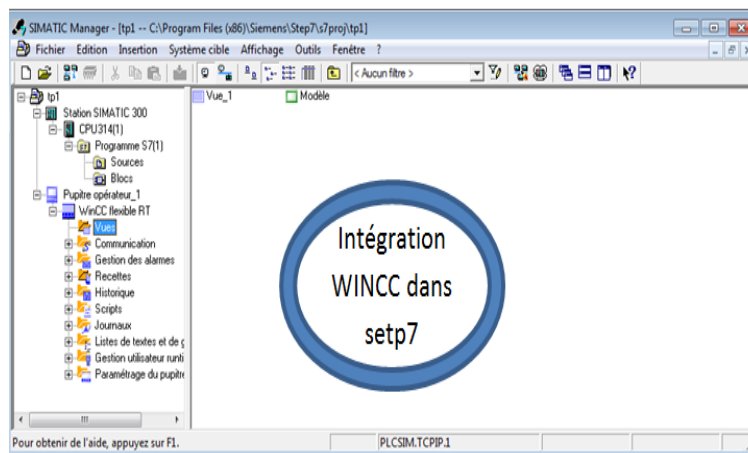 SIMATIC Manager - [tp1 -- C:\Program Files (x86)\Siemens\Step7\s7proj\tp1]
Fichier Edition Insertion Système cible Affichage Outils Fenêtre ?
< Aucun filtre >
tp1
Station SIMATIC 300
CPU314(1)
Programme S7(1)
Sources
Blocs
Pupitre opérateur_1
WinCC flexible RT
Vues
Communication
Gestion des alarmes
Recettes
Historique
Scripts
Journaux
Listes de textes et de g
Gestion utilisateur runti
Paramétrage du pupitre
Vue_1 Modèle
Intégration
WINCC dans
setp7
Pour obtenir de l'aide, appuyez sur F1.
PLCSIM.TCPIP.1